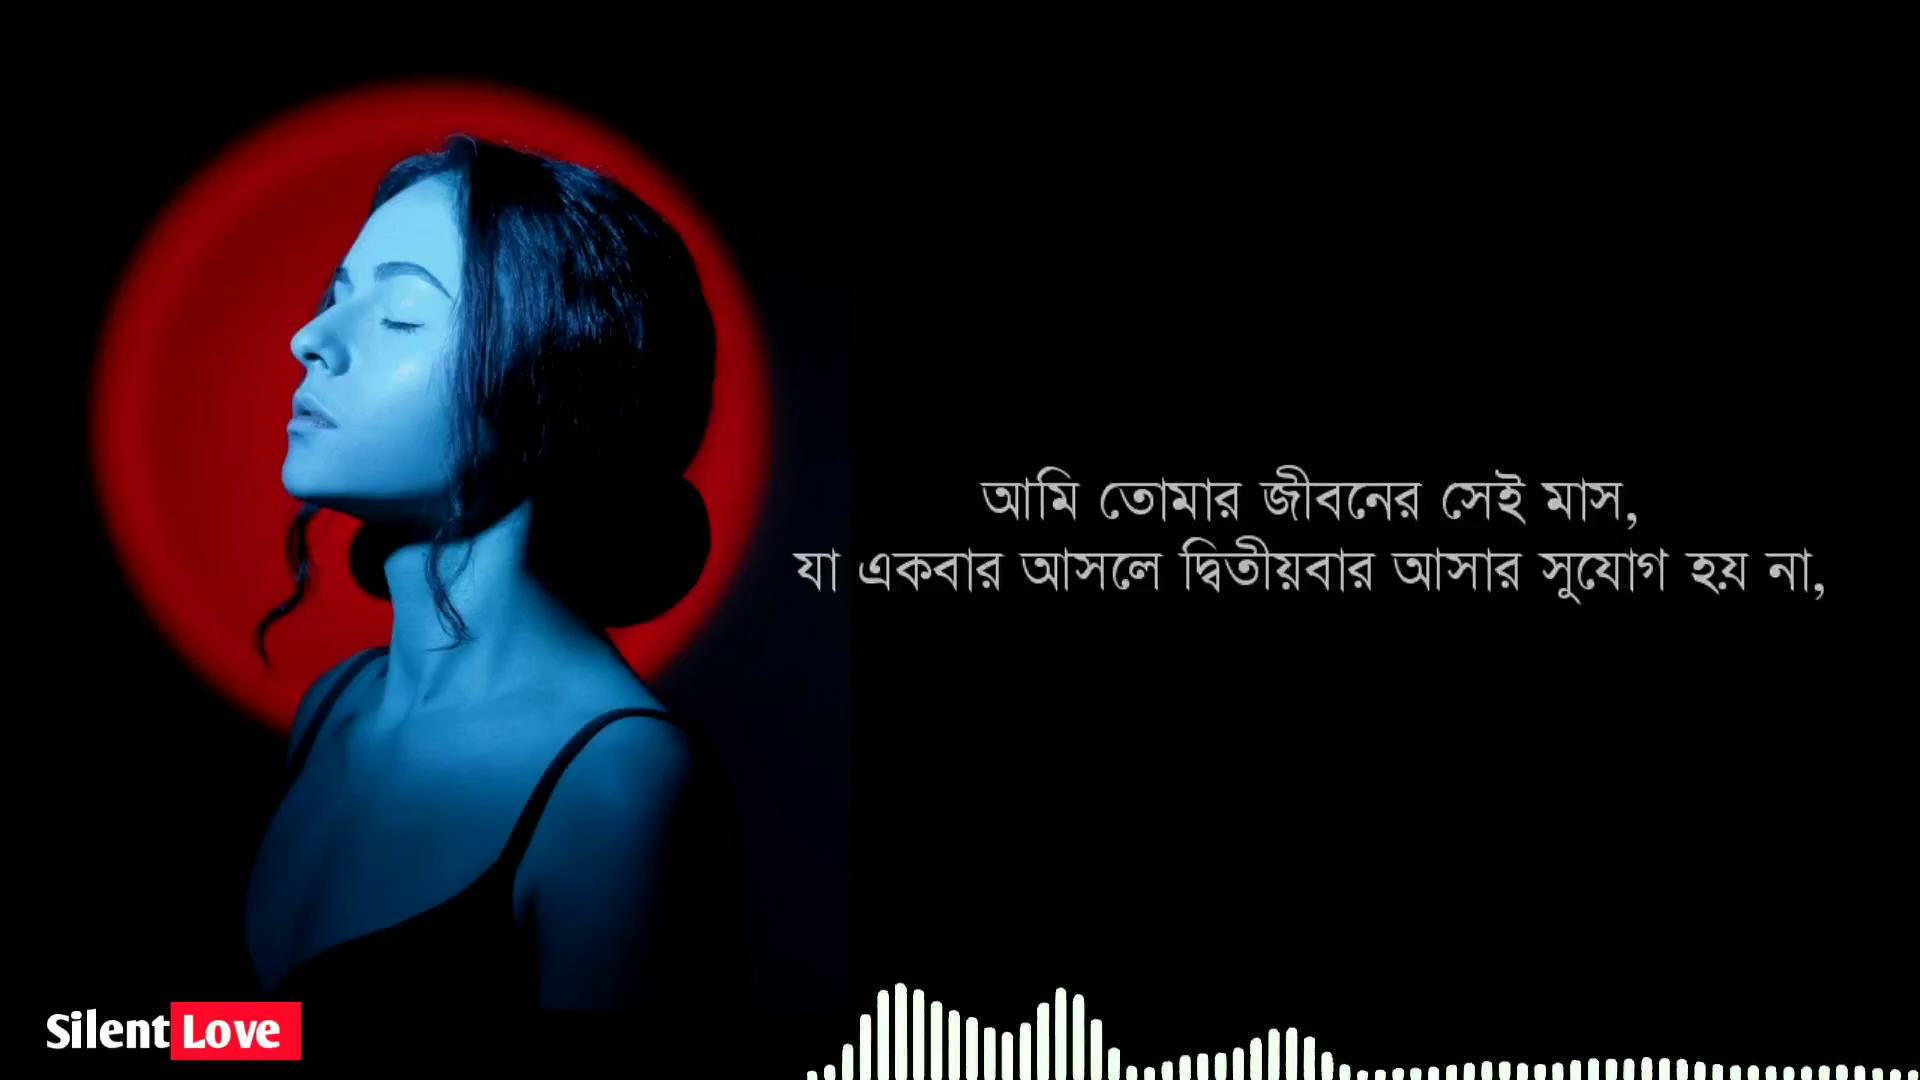 আমি তোমার জীবনের সেই মাস,
যা একবার আসলে দ্বিতীয়বার আসার সুযোগ হয় না,
Silent Love